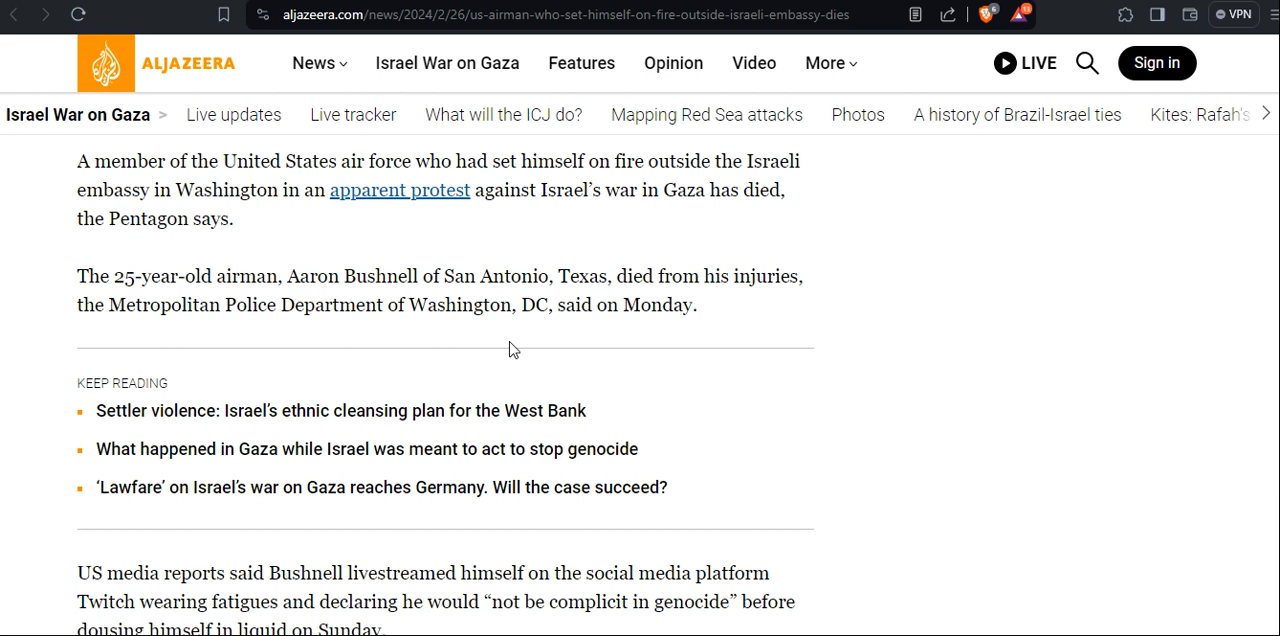 aljazeera.com/news/2024/2/26/us-airman-who-set-himself-on-fire-outside-israeli-embassy-dies
6
13
VPN
ALJAZEERA
News
Israel War on Gaza
Features
Opinion
Video
More
LIVE
Sign in
Israel War on Gaza >
Live updates
Live tracker
What will the ICJ do?
Mapping Red Sea attacks
Photos
A history of Brazil-Israel ties
Kites: Rafah's
A member of the United States air force who had set himself on fire outside the Israeli
embassy in Washington in an apparent protest against Israel’s war in Gaza has died,
the Pentagon says.
The 25-year-old airman, Aaron Bushnell of San Antonio, Texas, died from his injuries,
the Metropolitan Police Department of Washington, DC, said on Monday.
KEEP READING
Settler violence: Israel’s ethnic cleansing plan for the West Bank
What happened in Gaza while Israel was meant to act to stop genocide
‘Lawfare’ on Israel’s war on Gaza reaches Germany. Will the case succeed?
US media reports said Bushnell livestreamed himself on the social media platform
Twitch wearing fatigues and declaring he would “not be complicit in genocide” before
dousing himself in liquid on Sunday.